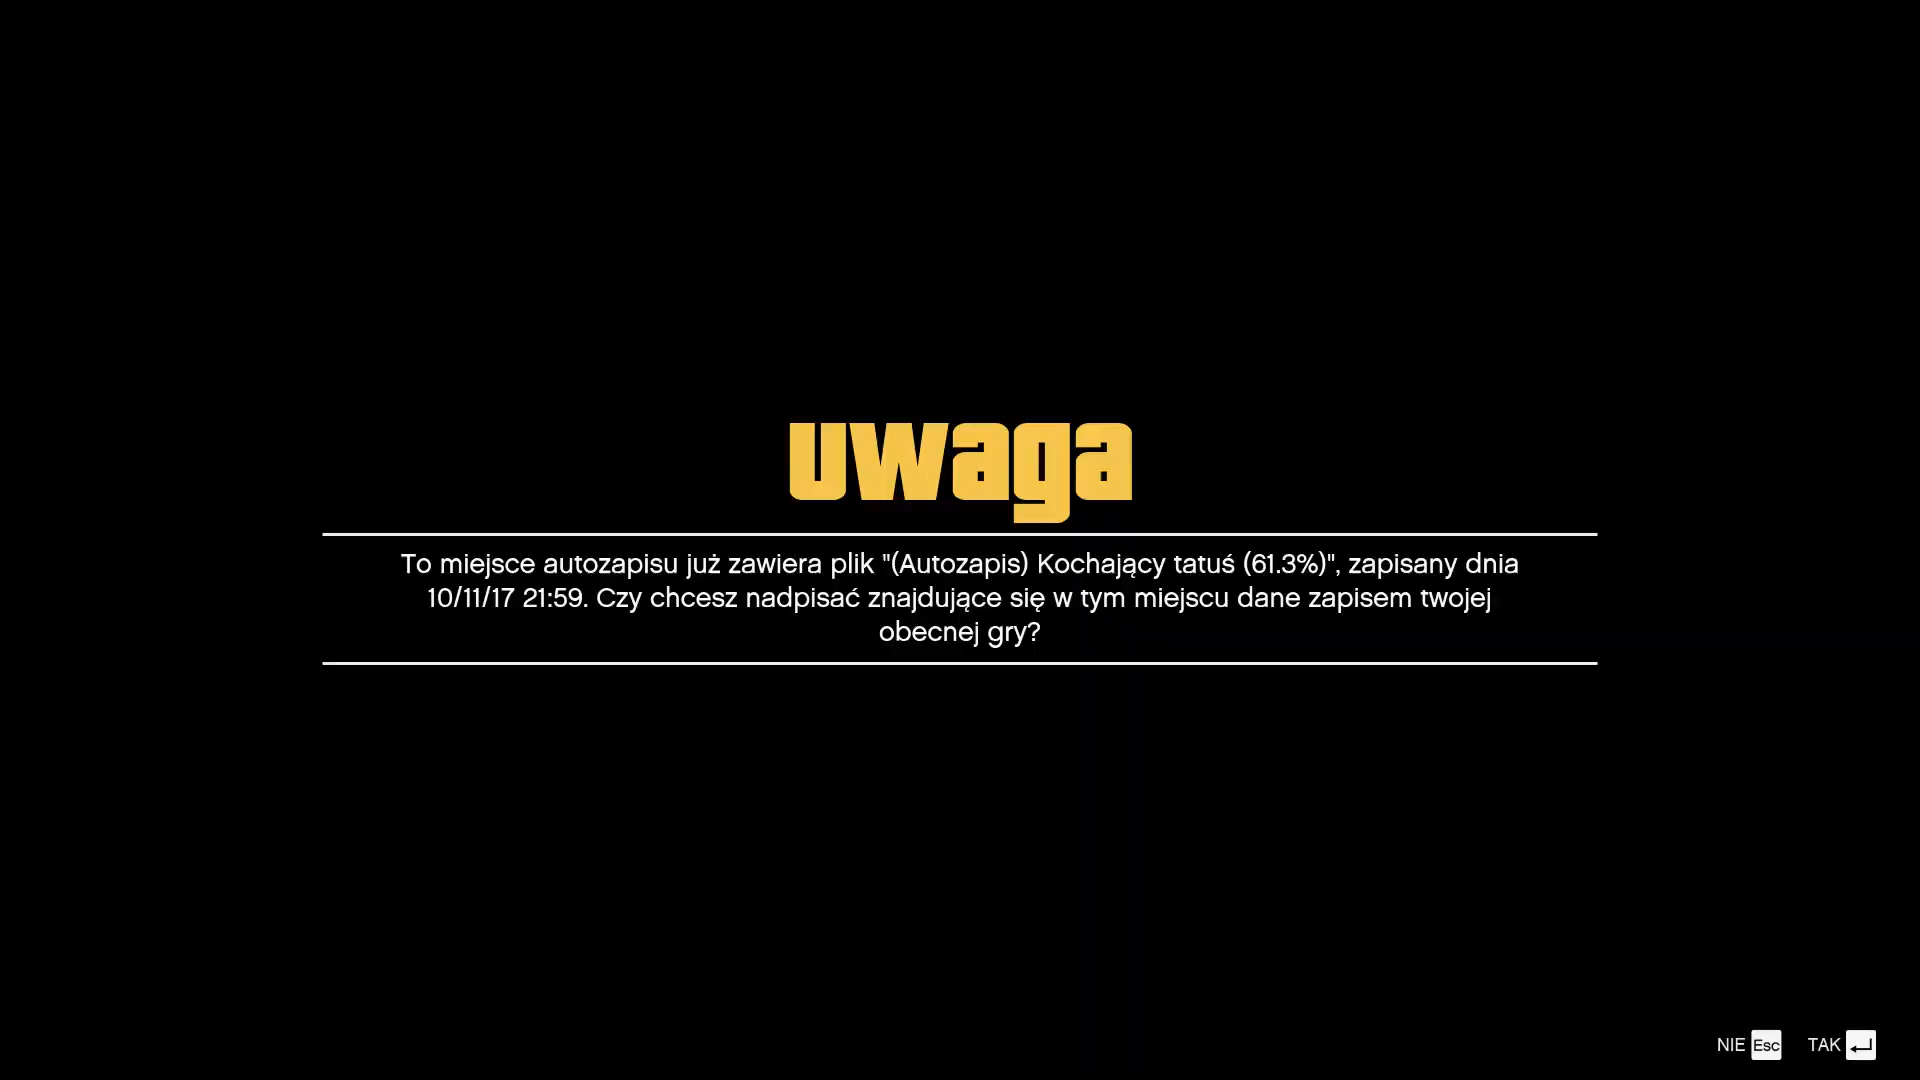 uwaga
To miejsce autozapisu już zawiera plik "(Autozapis) Kochający tatuś (61.3%)", zapisany dnia
10/11/17 21:59. Czy chcesz nadpisać znajdujące się w tym miejscu dane zapisem twojej
obecnej gry?
NIE Esc TAK